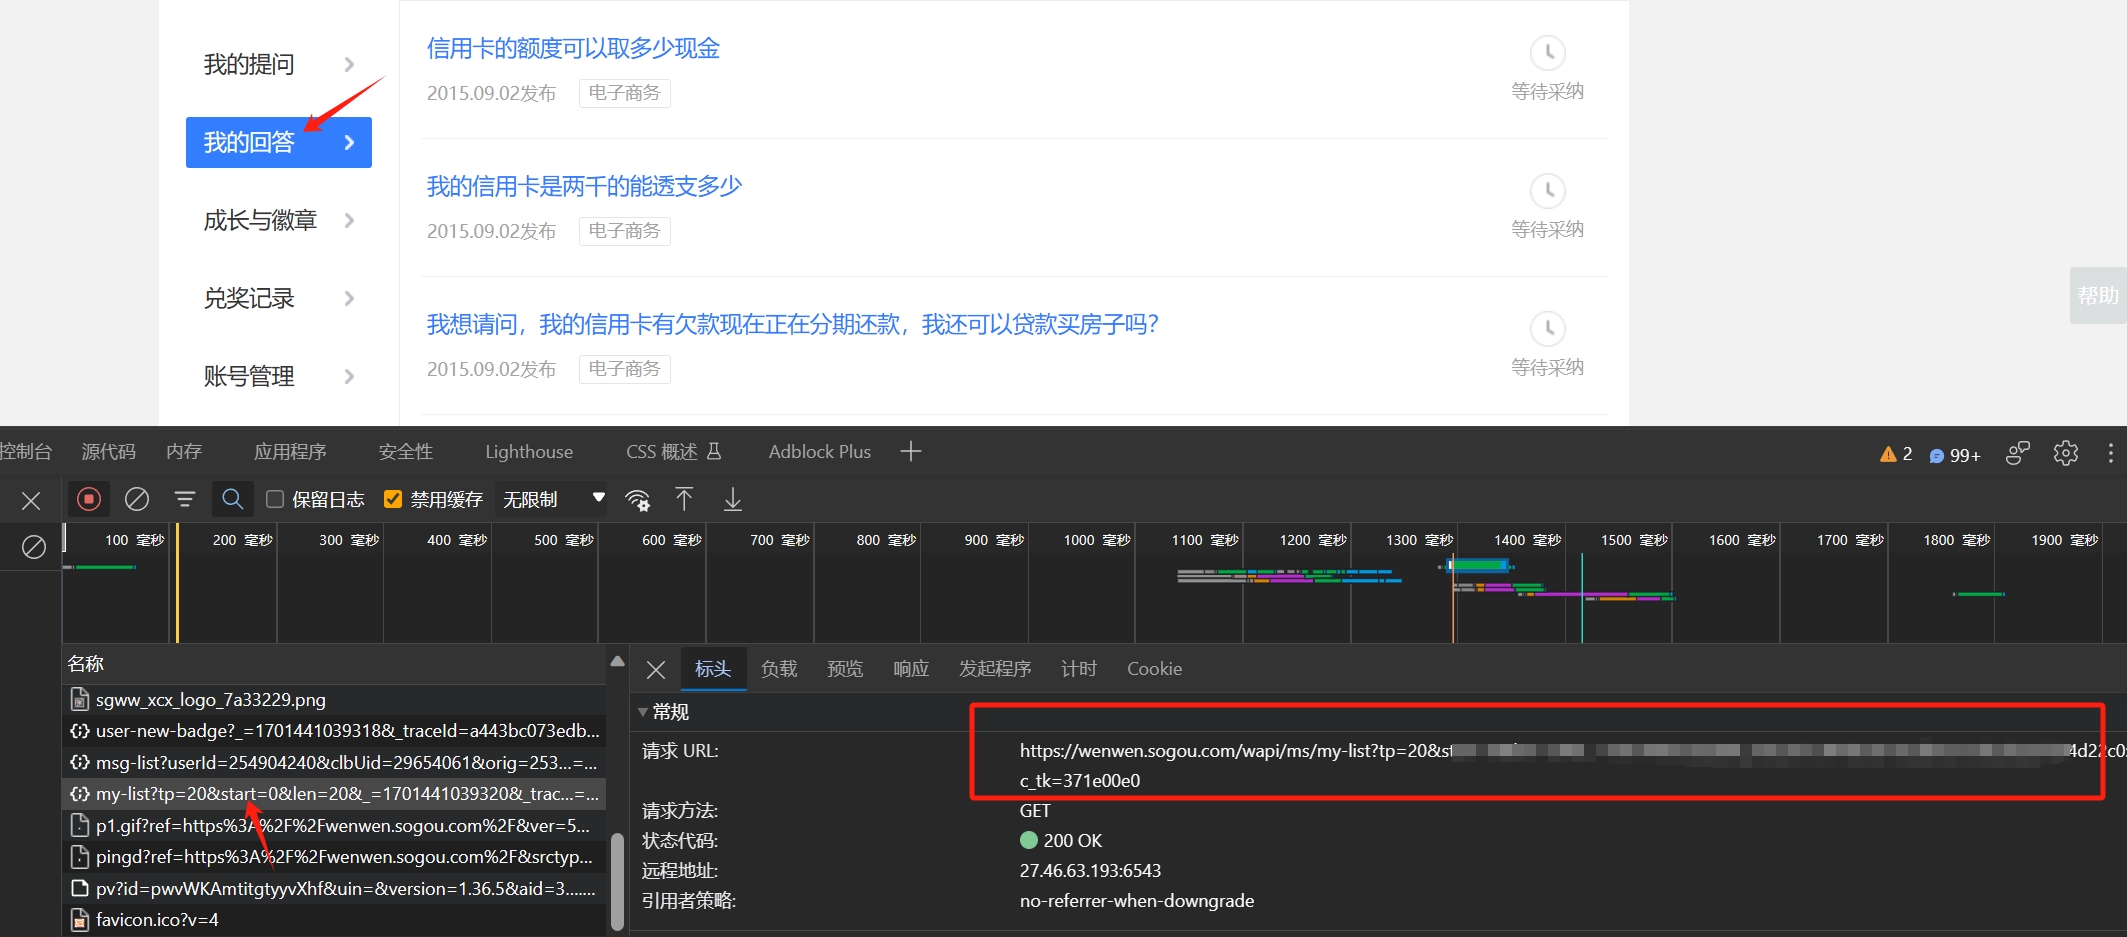 我的提问
我的回答
成长与徽章
兑奖记录
账号管理
信用卡的额度可以取多少现金
2015.09.02发布 电子商务
等待采纳
我的信用卡是两千的能透支多少
2015.09.02发布 电子商务
等待采纳
我想请问，我的信用卡有欠款现在正在分期还款，我还可以贷款买房子吗？
2015.09.02发布 电子商务
等待采纳
帮助
控制台 源代码 内存 应用程序 安全性 Lighthouse CSS 概述 Adblock Plus 2 99+
保留日志 禁用缓存 无限制
100 毫秒 200 毫秒 300 毫秒 400 毫秒 500 毫秒 600 毫秒 700 毫秒 800 毫秒 900 毫秒 1000 毫秒 1100 毫秒 1200 毫秒 1300 毫秒 1400 毫秒 1500 毫秒 1600 毫秒 1700 毫秒 1800 毫秒 1900 毫秒
名称
sgww_xcx_logo_7a33229.png
user-new-badge?_=1701441039318&_traceId=a443bc073edb...
msg-list?userId=254904240&clbUid=29654061&orig=253...=...
my-list?tp=20&start=0&len=20&_=1701441039320&_trac...=...
p1.gif?ref=https%3A%2F%2Fwenwen.sogou.com%2F&ver=5...
pingd?ref=https%3A%2F%2Fwenwen.sogou.com%2F&srctyp...
pv?id=pwvWKAmtitgtyyvXhf&uin=&version=1.36.5&aid=3.......
favicon.ico?v=4
标头 负载 预览 响应 发起程序 计时 Cookie
常规
请求 URL:
https://wenwen.sogou.com/wapi/ms/my-list?tp=20&st
c_tk=371e00e0
请求方法: GET
状态代码: 200 OK
远程地址: 27.46.63.193:6543
引用者策略: no-referrer-when-downgrade